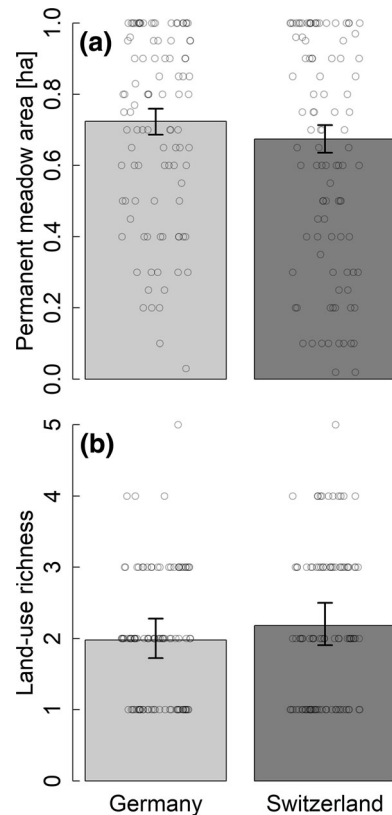 (a)
Permanent meadow area [ha]
1.0
0.8
0.6
0.4
0.2
0.0
(b)
Land-use richness
5
4
3
2
1
0
Germany Switzerland